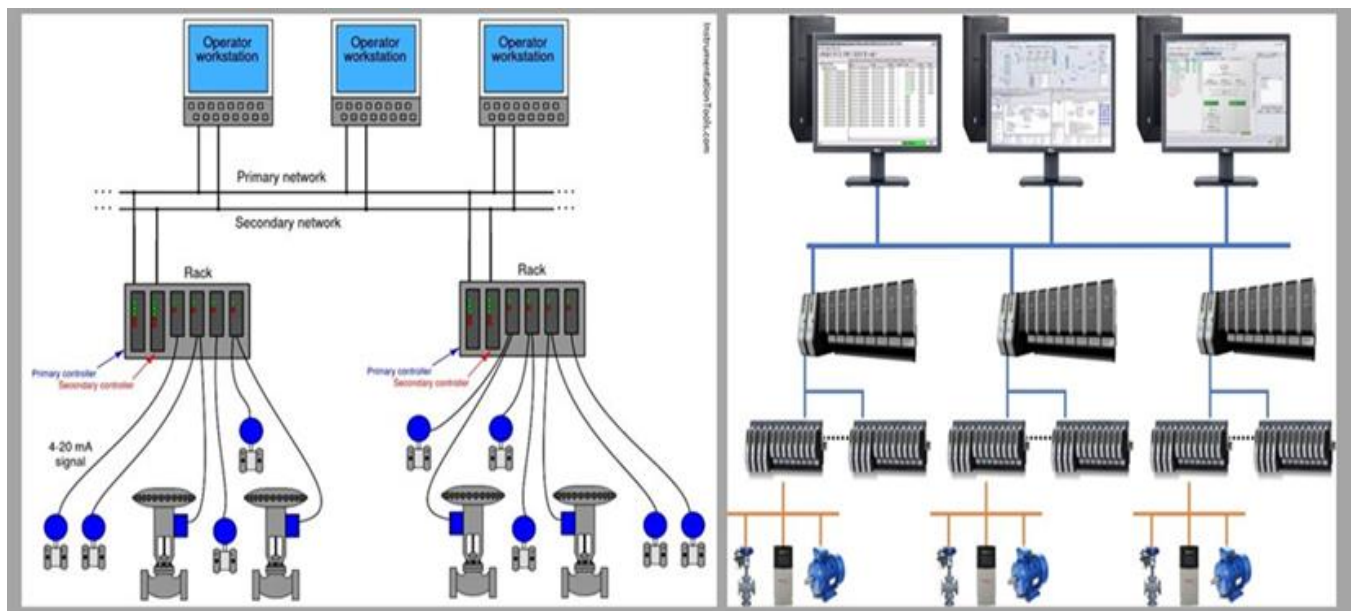 Operator
workstation
Operator
workstation
Operator
workstation
InstrumentationTools.com
Primary network
Secondary network
Rack
Rack
Primary controller
Secondary controller
Primary controller
Secondary controller
4-20 mA
signal